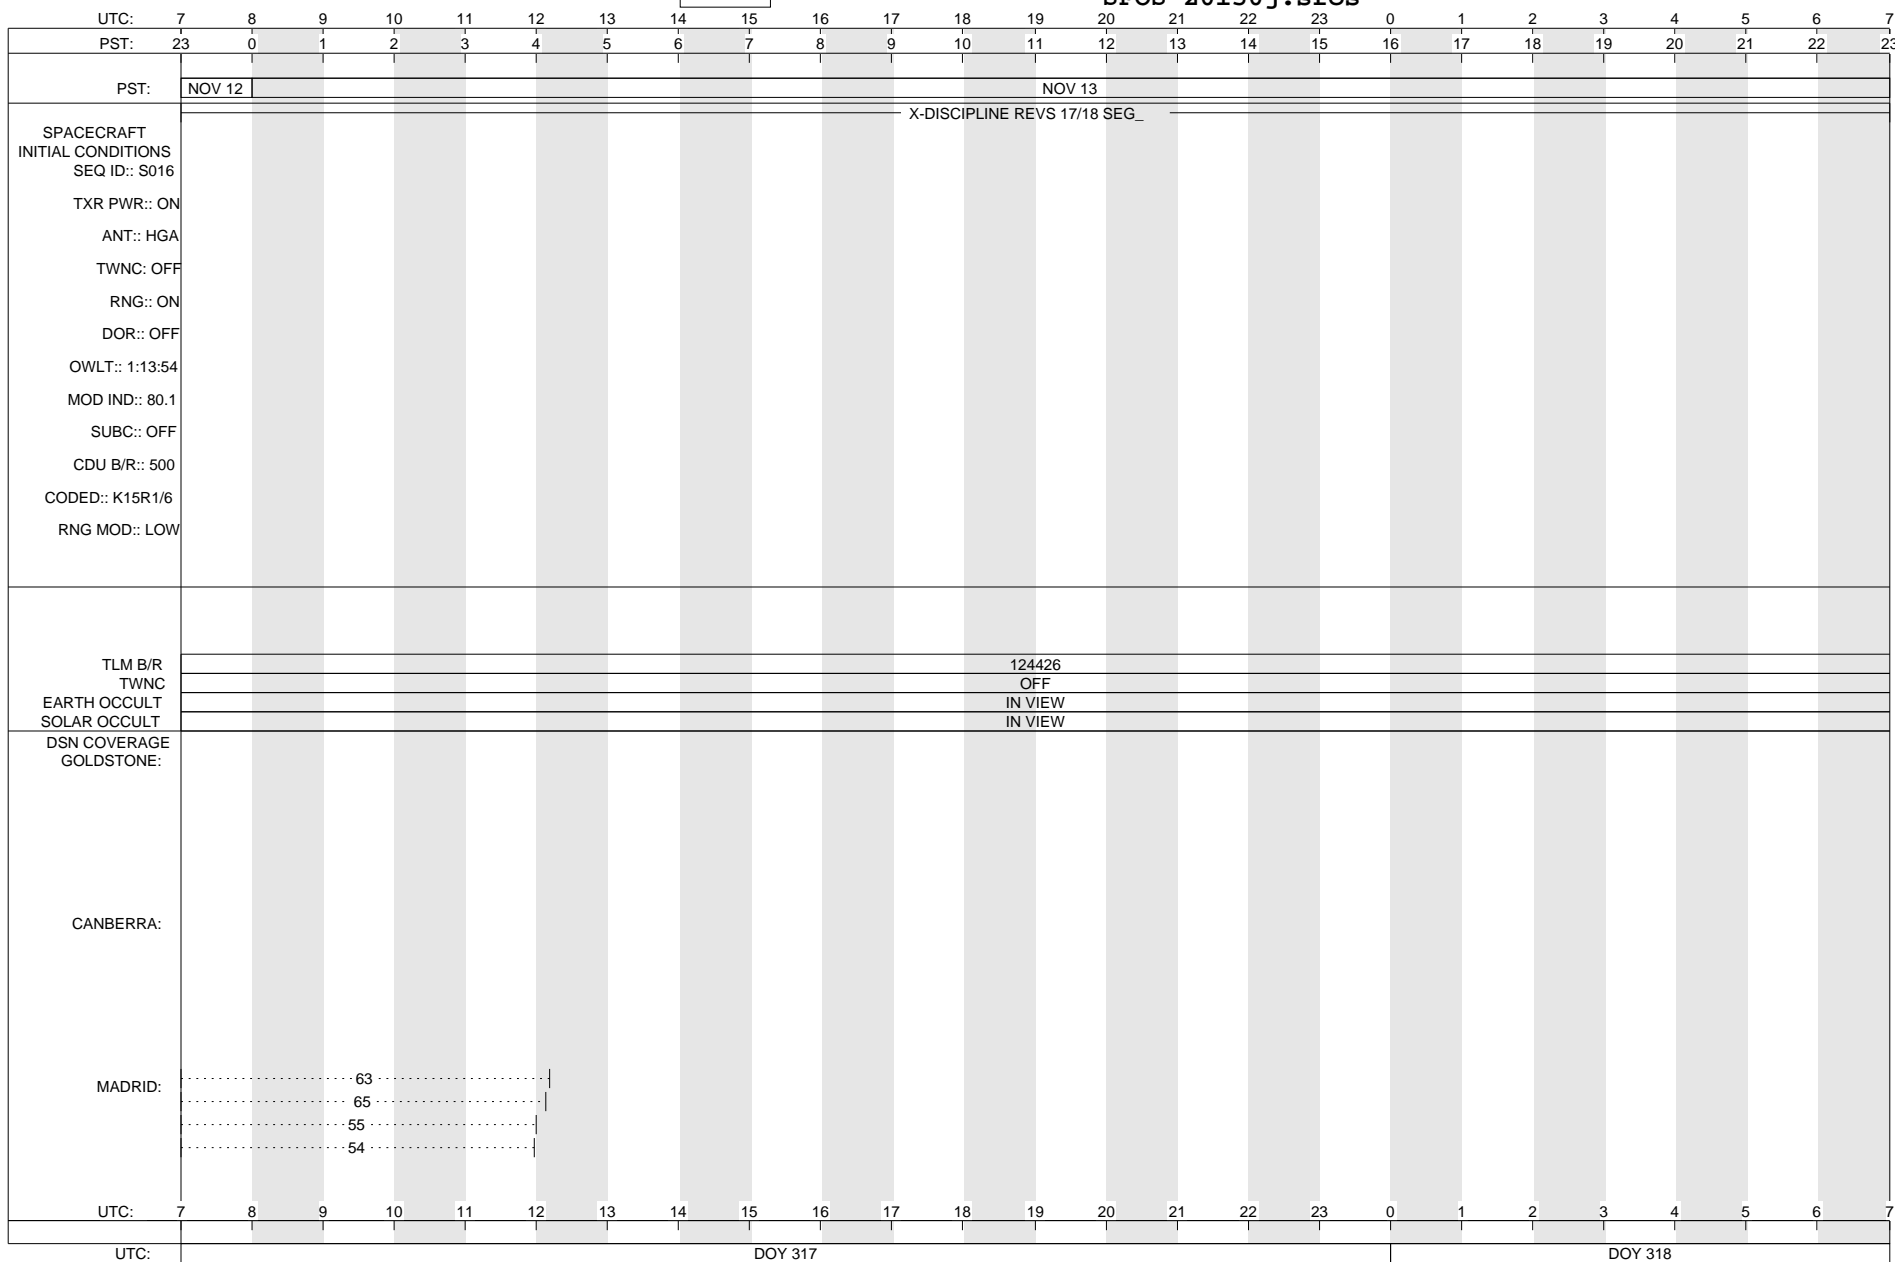 UTC: 7 8 9 10 11 12 13 14 15 16 17 18 19 20 21 22 23 0 1 2 3 4 5 6 7
PST: 23 0 1 2 3 4 5 6 7 8 9 10 11 12 13 14 15 16 17 18 19 20 21 22 23
PST: NOV 12 NOV 13
X-DISCIPLINE REVS 17/18 SEG_
SPACECRAFT
INITIAL CONDITIONS
SEQ ID:: S016
TXR PWR:: ON
ANT:: HGA
TWNC: OFF
RNG:: ON
DOR:: OFF
OWLT:: 1:13:54
MOD IND:: 80.1
SUBC:: OFF
CDU B/R:: 500
CODED:: K15R1/6
RNG MOD:: LOW
TLM B/R 124426
TWNC OFF
EARTH OCCULT IN VIEW
SOLAR OCCULT IN VIEW
DSN COVERAGE
GOLDSTONE:
CANBERRA:
MADRID:
63
65
55
54
UTC: 7 8 9 10 11 12 13 14 15 16 17 18 19 20 21 22 23 0 1 2 3 4 5 6 7
UTC: DOY 317 DOY 318